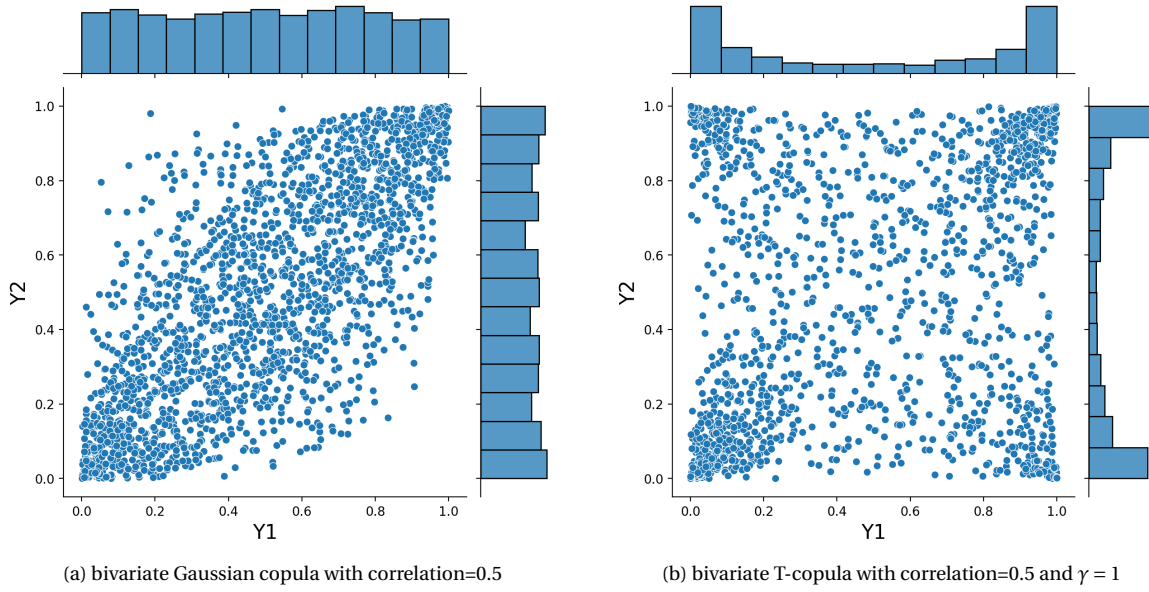 1.0
0.8
0.6
0.4
0.2
0.0
Y2
0.0 0.2 0.4 0.6 0.8 1.0
Y1
(a) bivariate Gaussian copula with correlation=0.5
1.0
0.8
0.6
0.4
0.2
0.0
Y2
0.0 0.2 0.4 0.6 0.8 1.0
Y1
(b) bivariate T-copula with correlation=0.5 and γ = 1